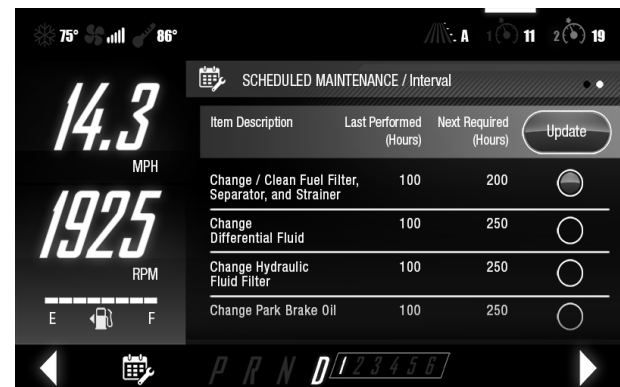 75° 86° A 1 11 2 19
SCHEDULED MAINTENANCE / Interval
14.3
MPH
1925
RPM
E F
Item Description Last Performed (Hours) Next Required (Hours) Update
Change / Clean Fuel Filter, 100 200
Separator, and Strainer
Change 100 250
Differential Fluid
Change Hydraulic 100 250
Fluid Filter
Change Park Brake Oil 100 250
P R N D 1 2 3 4 5 6